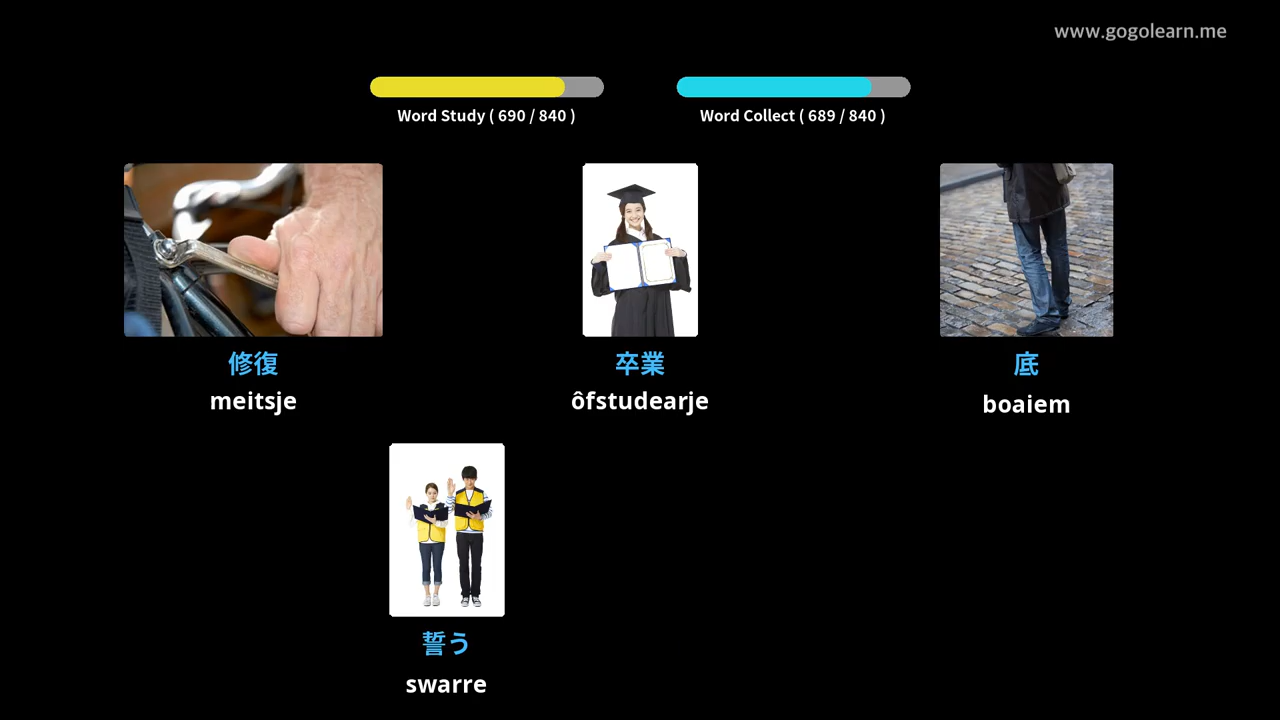 www.gogolearn.me
Word Study ( 690 / 840 )
Word Collect ( 689 / 840 )
修復
meitsje
卒業
ôfstudearje
底
boaiem
誓う
swarre